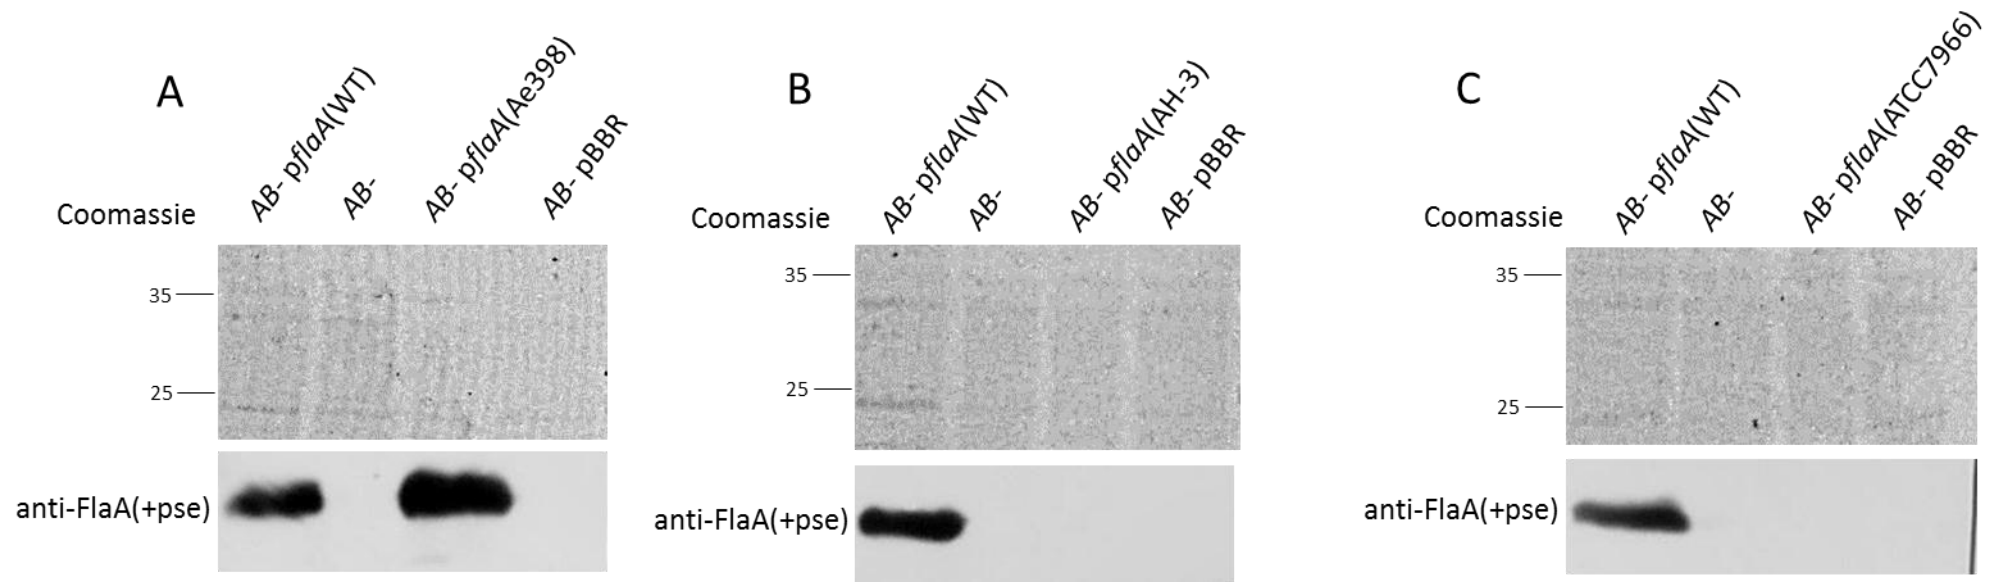 A
AB- pflaA(WT)
AB-
AB- pflaA(Ae398)
AB- pBBR
Coomassie
35
25
anti-FlaA(+pse)
B
AB- pflaA(WT)
AB-
AB- pflaA(AH-3)
AB- pBBR
Coomassie
35
25
anti-FlaA(+pse)
C
AB- pflaA(WT)
AB-
AB- pflaA(ATCC7966)
AB- pBBR
Coomassie
35
25
anti-FlaA(+pse)